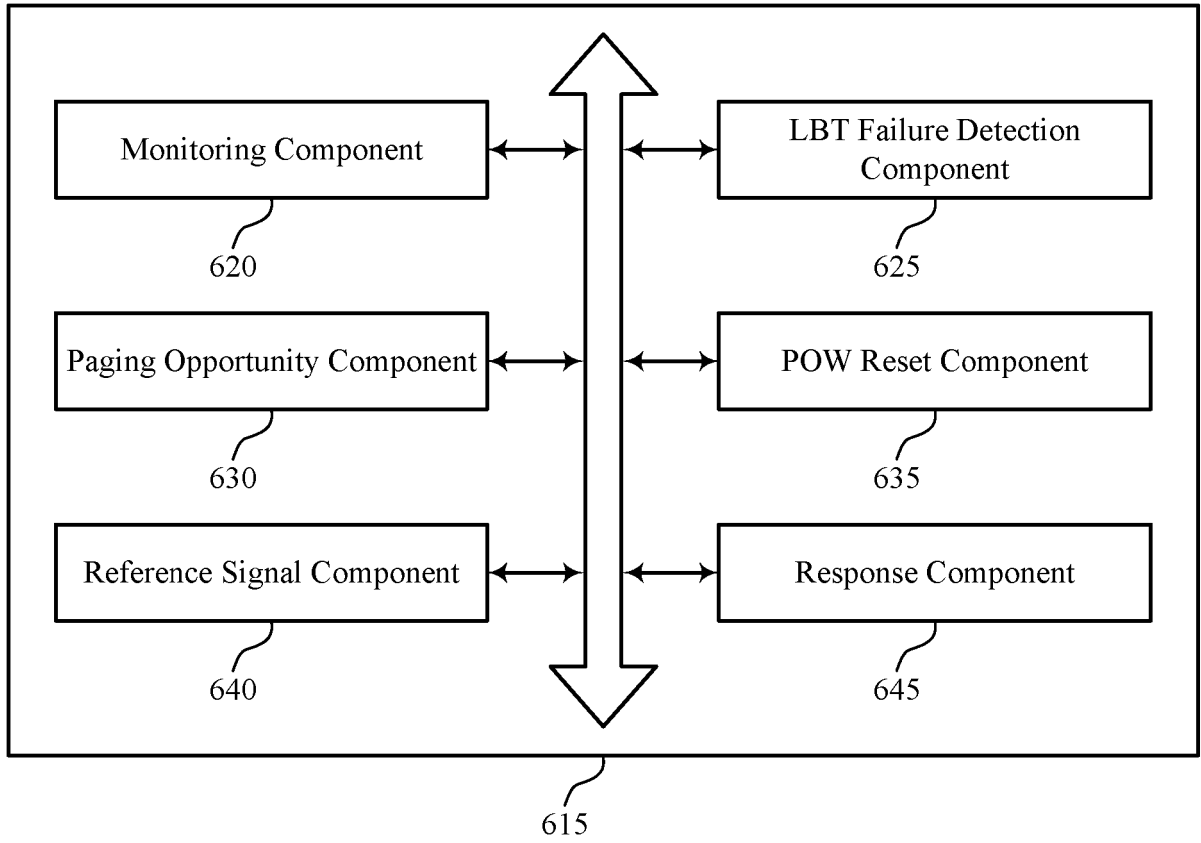 Monitoring Component
620
LBT Failure Detection
Component
625
Paging Opportunity Component
630
POW Reset Component
635
Reference Signal Component
640
Response Component
645
615